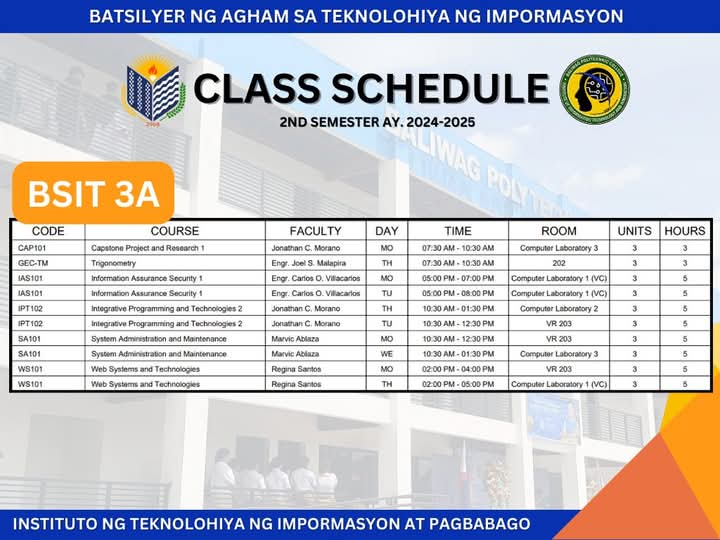 BATSILYER NG AGHAM SA TEKNOLOHIYA NG IMPORMASYON
CLASS SCHEDULE
2ND SEMESTER AY. 2024-2025
BALIWAG POLYTECHNIC
BSIT 3A
CODE COURSE FACULTY DAY TIME ROOM UNITS HOURS
CAP101 Capstone Project and Research 1 Jonathan C. Morano MO 07:30 AM - 10:30 AM Computer Laboratory 3 3 3
GEC-TM Trigonometry Engr. Joel S. Malapira TH 07:30 AM - 10:30 AM 202 3 3
IAS101 Information Assurance Security 1 Engr. Carlos O. Villacarlos MO 05:00 PM - 07:00 PM Computer Laboratory 1 (VC) 3 5
IAS101 Information Assurance Security 1 Engr. Carlos O. Villacarlos TU 05:00 PM - 08:00 PM Computer Laboratory 1 (VC) 3 5
IPT102 Integrative Programming and Technologies 2 Jonathan C. Morano TH 10:30 AM - 01:30 PM Computer Laboratory 2 3 5
IPT102 Integrative Programming and Technologies 2 Jonathan C. Morano TU 10:30 AM - 12:30 PM VR 203 3 5
SA101 System Administration and Maintenance Marvic Ablaza MO 10:30 AM - 12:30 PM VR 203 3 5
SA101 System Administration and Maintenance Marvic Ablaza WE 10:30 AM - 01:30 PM Computer Laboratory 3 3 5
WS101 Web Systems and Technologies Regina Santos MO 02:00 PM - 04:00 PM VR 203 3 5
WS101 Web Systems and Technologies Regina Santos TH 02:00 PM - 05:00 PM Computer Laboratory 1 (VC) 3 5
INSTITUTO NG TEKNOLOHIYA NG IMPORMASYON AT PAGBABAGO